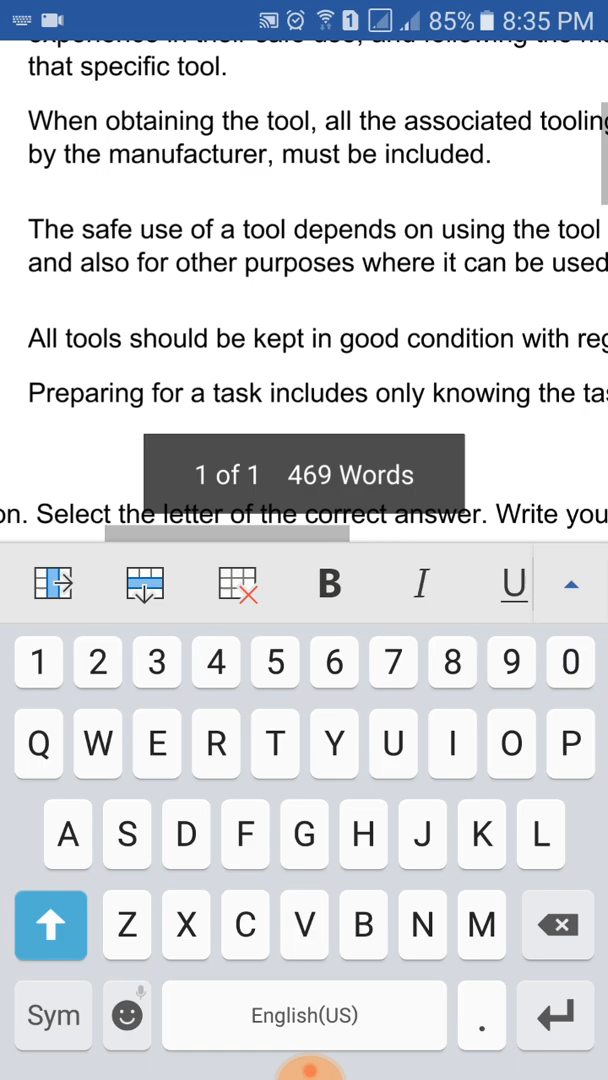 1 85% 8:35 PM
that specific tool.
When obtaining the tool, all the associated tooling
by the manufacturer, must be included.
The safe use of a tool depends on using the tool
and also for other purposes where it can be used
All tools should be kept in good condition with reg
Preparing for a task includes only knowing the tas
1 of 1 469 Words
on. Select the letter of the correct answer. Write you
B I U
1 2 3 4 5 6 7 8 9 0
Q W E R T Y U I O P
A S D F G H J K L
Z X C V B N M
Sym English(US) .